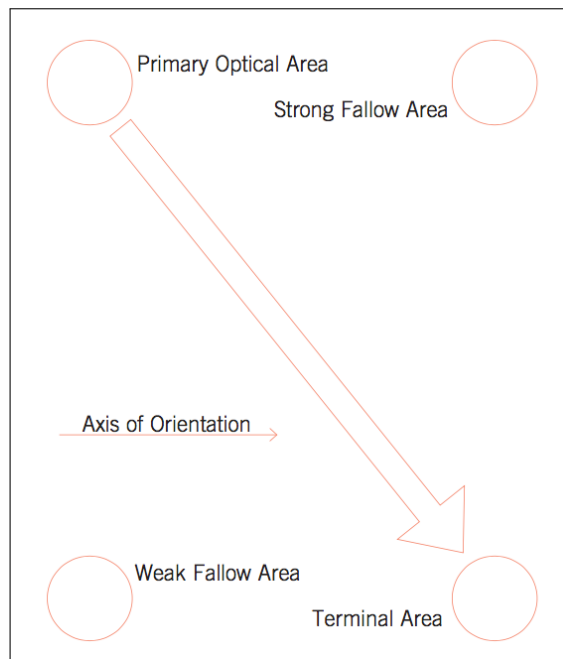 Primary Optical Area
Strong Fallow Area
Axis of Orientation
Weak Fallow Area
Terminal Area